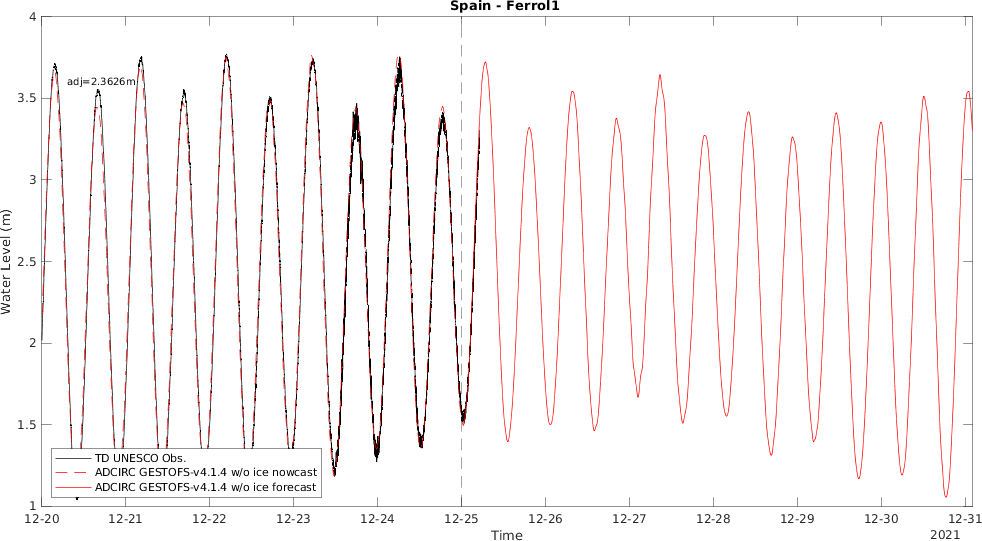 Spain - Ferrol1
4
3.5
3
2.5
2
1.5
1
Water Level (m)
adj=2.3626m
TD UNESCO Obs.
ADCIRC GESTOFS-v4.1.4 w/o ice nowcast
ADCIRC GESTOFS-v4.1.4 w/o ice forecast
12-20 12-21 12-22 12-23 12-24 12-25 12-26 12-27 12-28 12-29 12-30 12-31
Time
2021